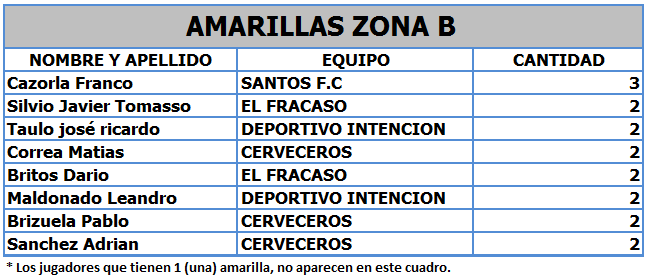 AMARILLAS ZONA B
NOMBRE Y APELLIDO EQUIPO CANTIDAD
Cazorla Franco SANTOS F.C 3
Silvio Javier Tomasso EL FRACASO 2
Taulo josé ricardo DEPORTIVO INTENCION 2
Correa Matias CERVECEROS 2
Britos Dario EL FRACASO 2
Maldonado Leandro DEPORTIVO INTENCION 2
Brizuela Pablo CERVECEROS 2
Sanchez Adrian CERVECEROS 2
* Los jugadores que tienen 1 (una) amarilla, no aparecen en este cuadro.